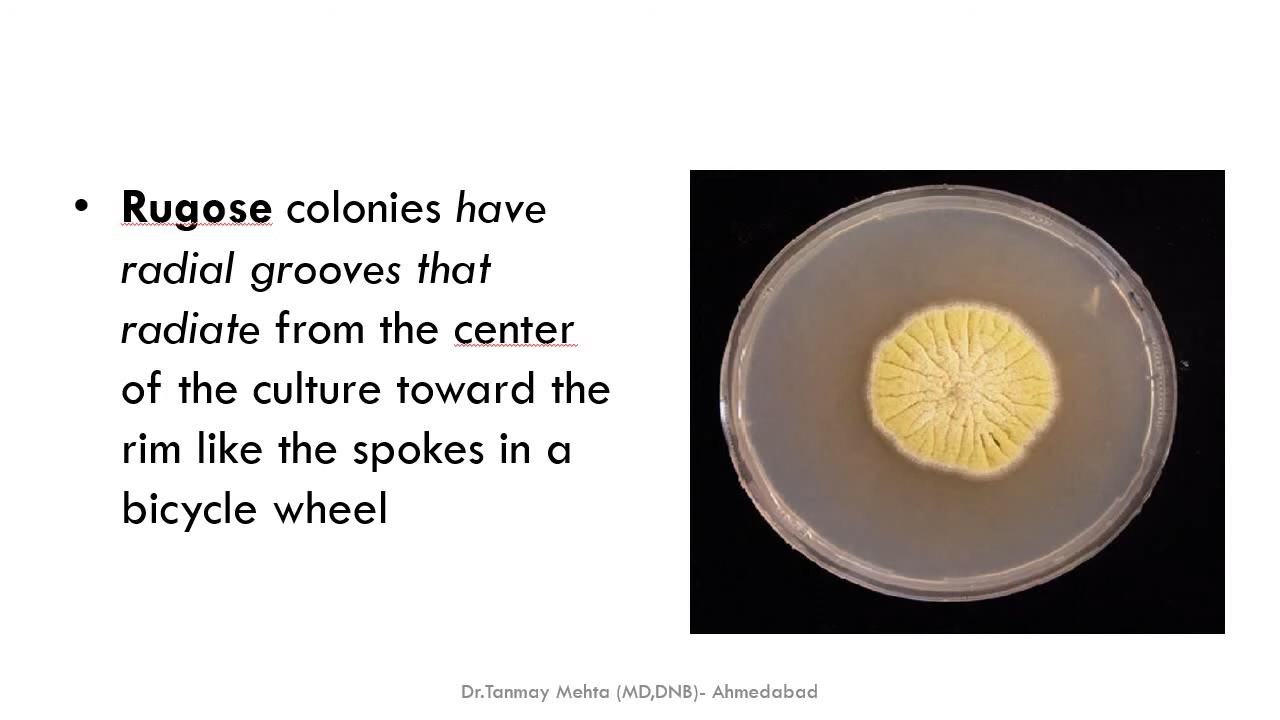 • Rugose colonies have
radial grooves that
radiate from the center
of the culture toward the
rim like the spokes in a
bicycle wheel
Dr.Tanmay Mehta (MD,DNB)- Ahmedabad